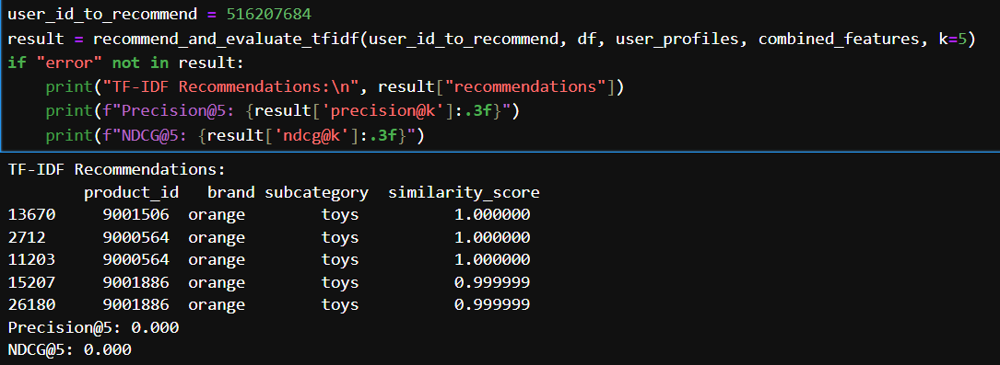 user_id_to_recommend = 516207684
result = recommend_and_evaluate_tfidf(user_id_to_recommend, df, user_profiles, combined_features, k=5)
if "error" not in result:
    print("TF-IDF Recommendations:\n", result["recommendations"])
    print(f"Precision@5: {result['precision@k']:.3f}")
    print(f"NDCG@5: {result['ndcg@k']:.3f}")
TF-IDF Recommendations:
        product_id   brand subcategory  similarity_score
13670     9001506  orange        toys          1.000000
2712      9000564  orange        toys          1.000000
11203     9000564  orange        toys          1.000000
15207     9001886  orange        toys          0.999999
26180     9001886  orange        toys          0.999999
Precision@5: 0.000
NDCG@5: 0.000